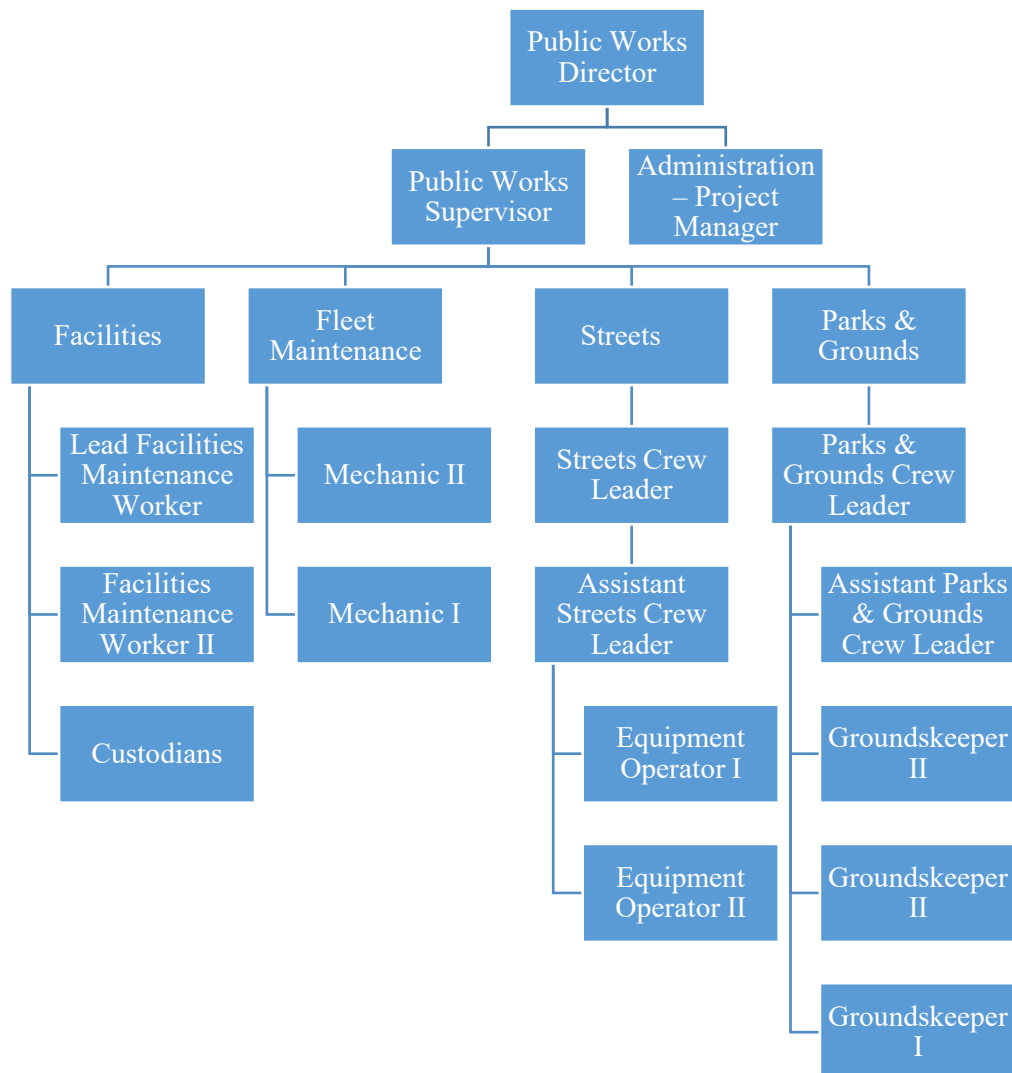 Public Works
Director
Public Works
Supervisor
Administration
– Project
Manager
Facilities
Fleet
Maintenance
Streets
Parks &
Grounds
Lead Facilities
Maintenance
Worker
Mechanic II
Streets Crew
Leader
Parks &
Grounds Crew
Leader
Facilities
Maintenance
Worker II
Mechanic I
Assistant
Streets Crew
Leader
Assistant Parks
& Grounds
Crew Leader
Custodians
Equipment
Operator I
Groundskeeper
II
Equipment
Operator II
Groundskeeper
II
Groundskeeper
I